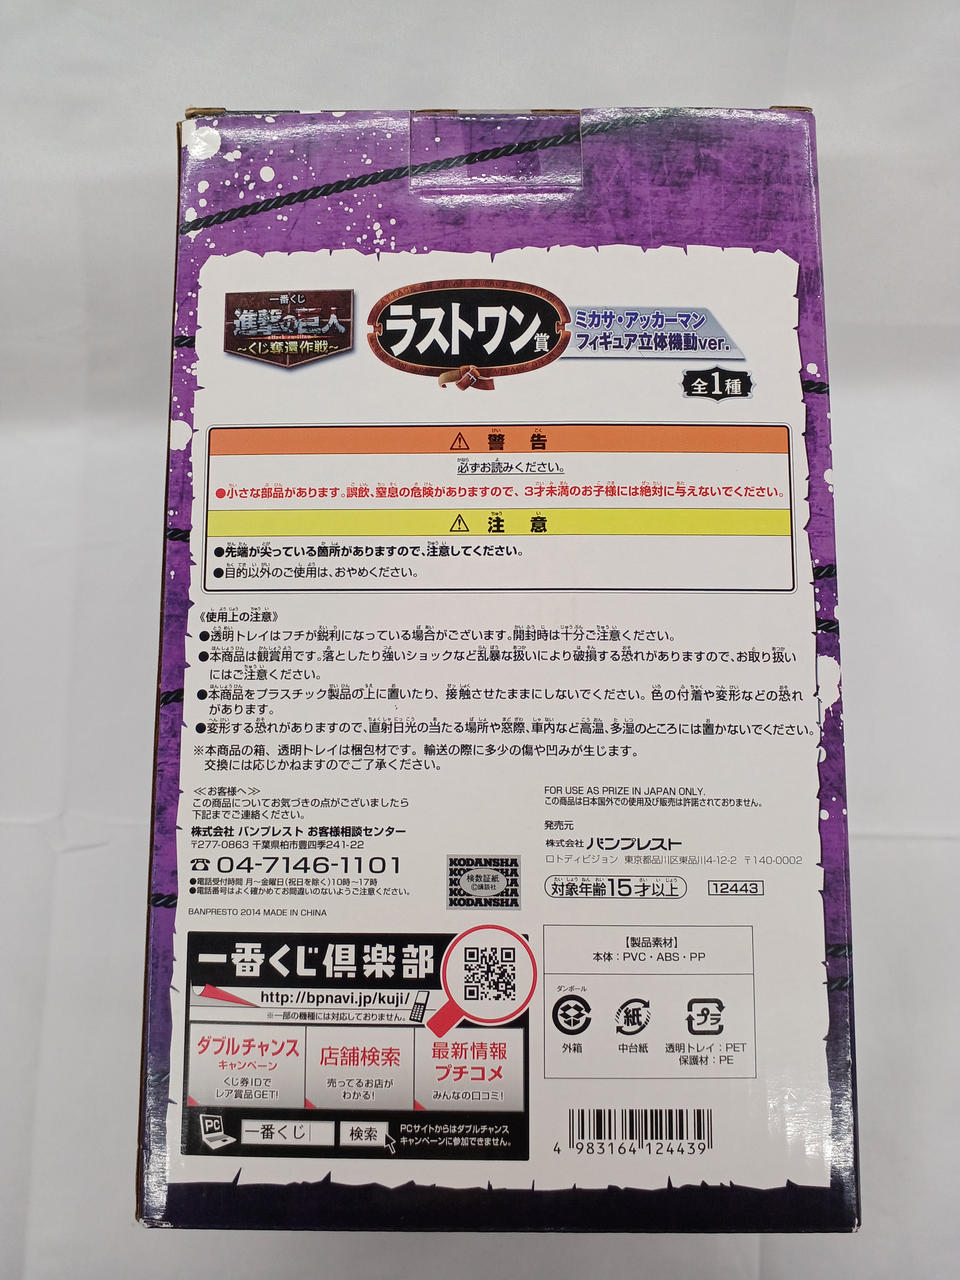 一番くじ
進撃の巨人
attack on titan
～くじ奪還作戦～
ラストワン賞
ミカサ・アッカーマン
フィギュア立体機動ver.
全1種
⚠ 警告
必ずお読みください。
●小さな部品があります。誤飲、窒息の危険がありますので、3才未満のお子様には絶対に与えないでください。
⚠ 注意
●先端が尖っている箇所がありますので、注意してください。
●目的以外のご使用は、おやめください。
《使用上の注意》
●透明トレイはフチが鋭利になっている場合がございます。開封時は十分ご注意ください。
●本商品は観賞用です。落としたり強いショックなど乱暴な扱いにより破損する恐れがありますので、お取り扱い
にはご注意ください。
●本商品をプラスチック製品の上に置いたり、接触させたままにしないでください。色の付着や変形などの恐れ
があります。
●変形する恐れがありますので、直射日光の当たる場所や窓際、車内など高温、多湿のところには置かないでください。
※本商品の箱、透明トレイは梱包材です。輸送の際に多少の傷や凹みが生じます。
交換には応じかねますのでご了承ください。
≪お客様へ≫
この商品についてお気づきの点がございましたら
下記までご連絡ください。
株式会社 バンプレスト お客様相談センター
〒277-0863 千葉県柏市豊四季241-22
☎04-7146-1101
●電話受付時間 月～金曜日(祝日を除く)10時～17時
●電話番号はよく確かめてお間違いのないようご注意ください。
BANPRESTO 2014 MADE IN CHINA
KODANSHA
検数証紙
©講談社
KODANSHA
FOR USE AS PRIZE IN JAPAN ONLY.
この商品は日本国外での使用及び販売は許諾されておりません。
発売元
株式会社 バンプレスト
ロトディビジョン 東京都品川区東品川4-12-2 〒140-0002
対象年齢15才以上
12443
一番くじ倶楽部
http://bpnavi.jp/kuji/
※一部の機種には対応しておりません。
ダブルチャンス
キャンペーン
くじ券IDで
レア賞品GET!
店舗検索
売ってるお店が
わかる!
最新情報
プチコメ
みんなの口コミ!
PC
一番くじ
検索
PCサイトからはダブルチャンス
キャンペーンに参加できません。
【製品素材】
本体：PVC・ABS・PP
ダンボール
外箱
紙
中台紙
プラ
透明トレイ：PET
保護材：PE
4 983164 124439